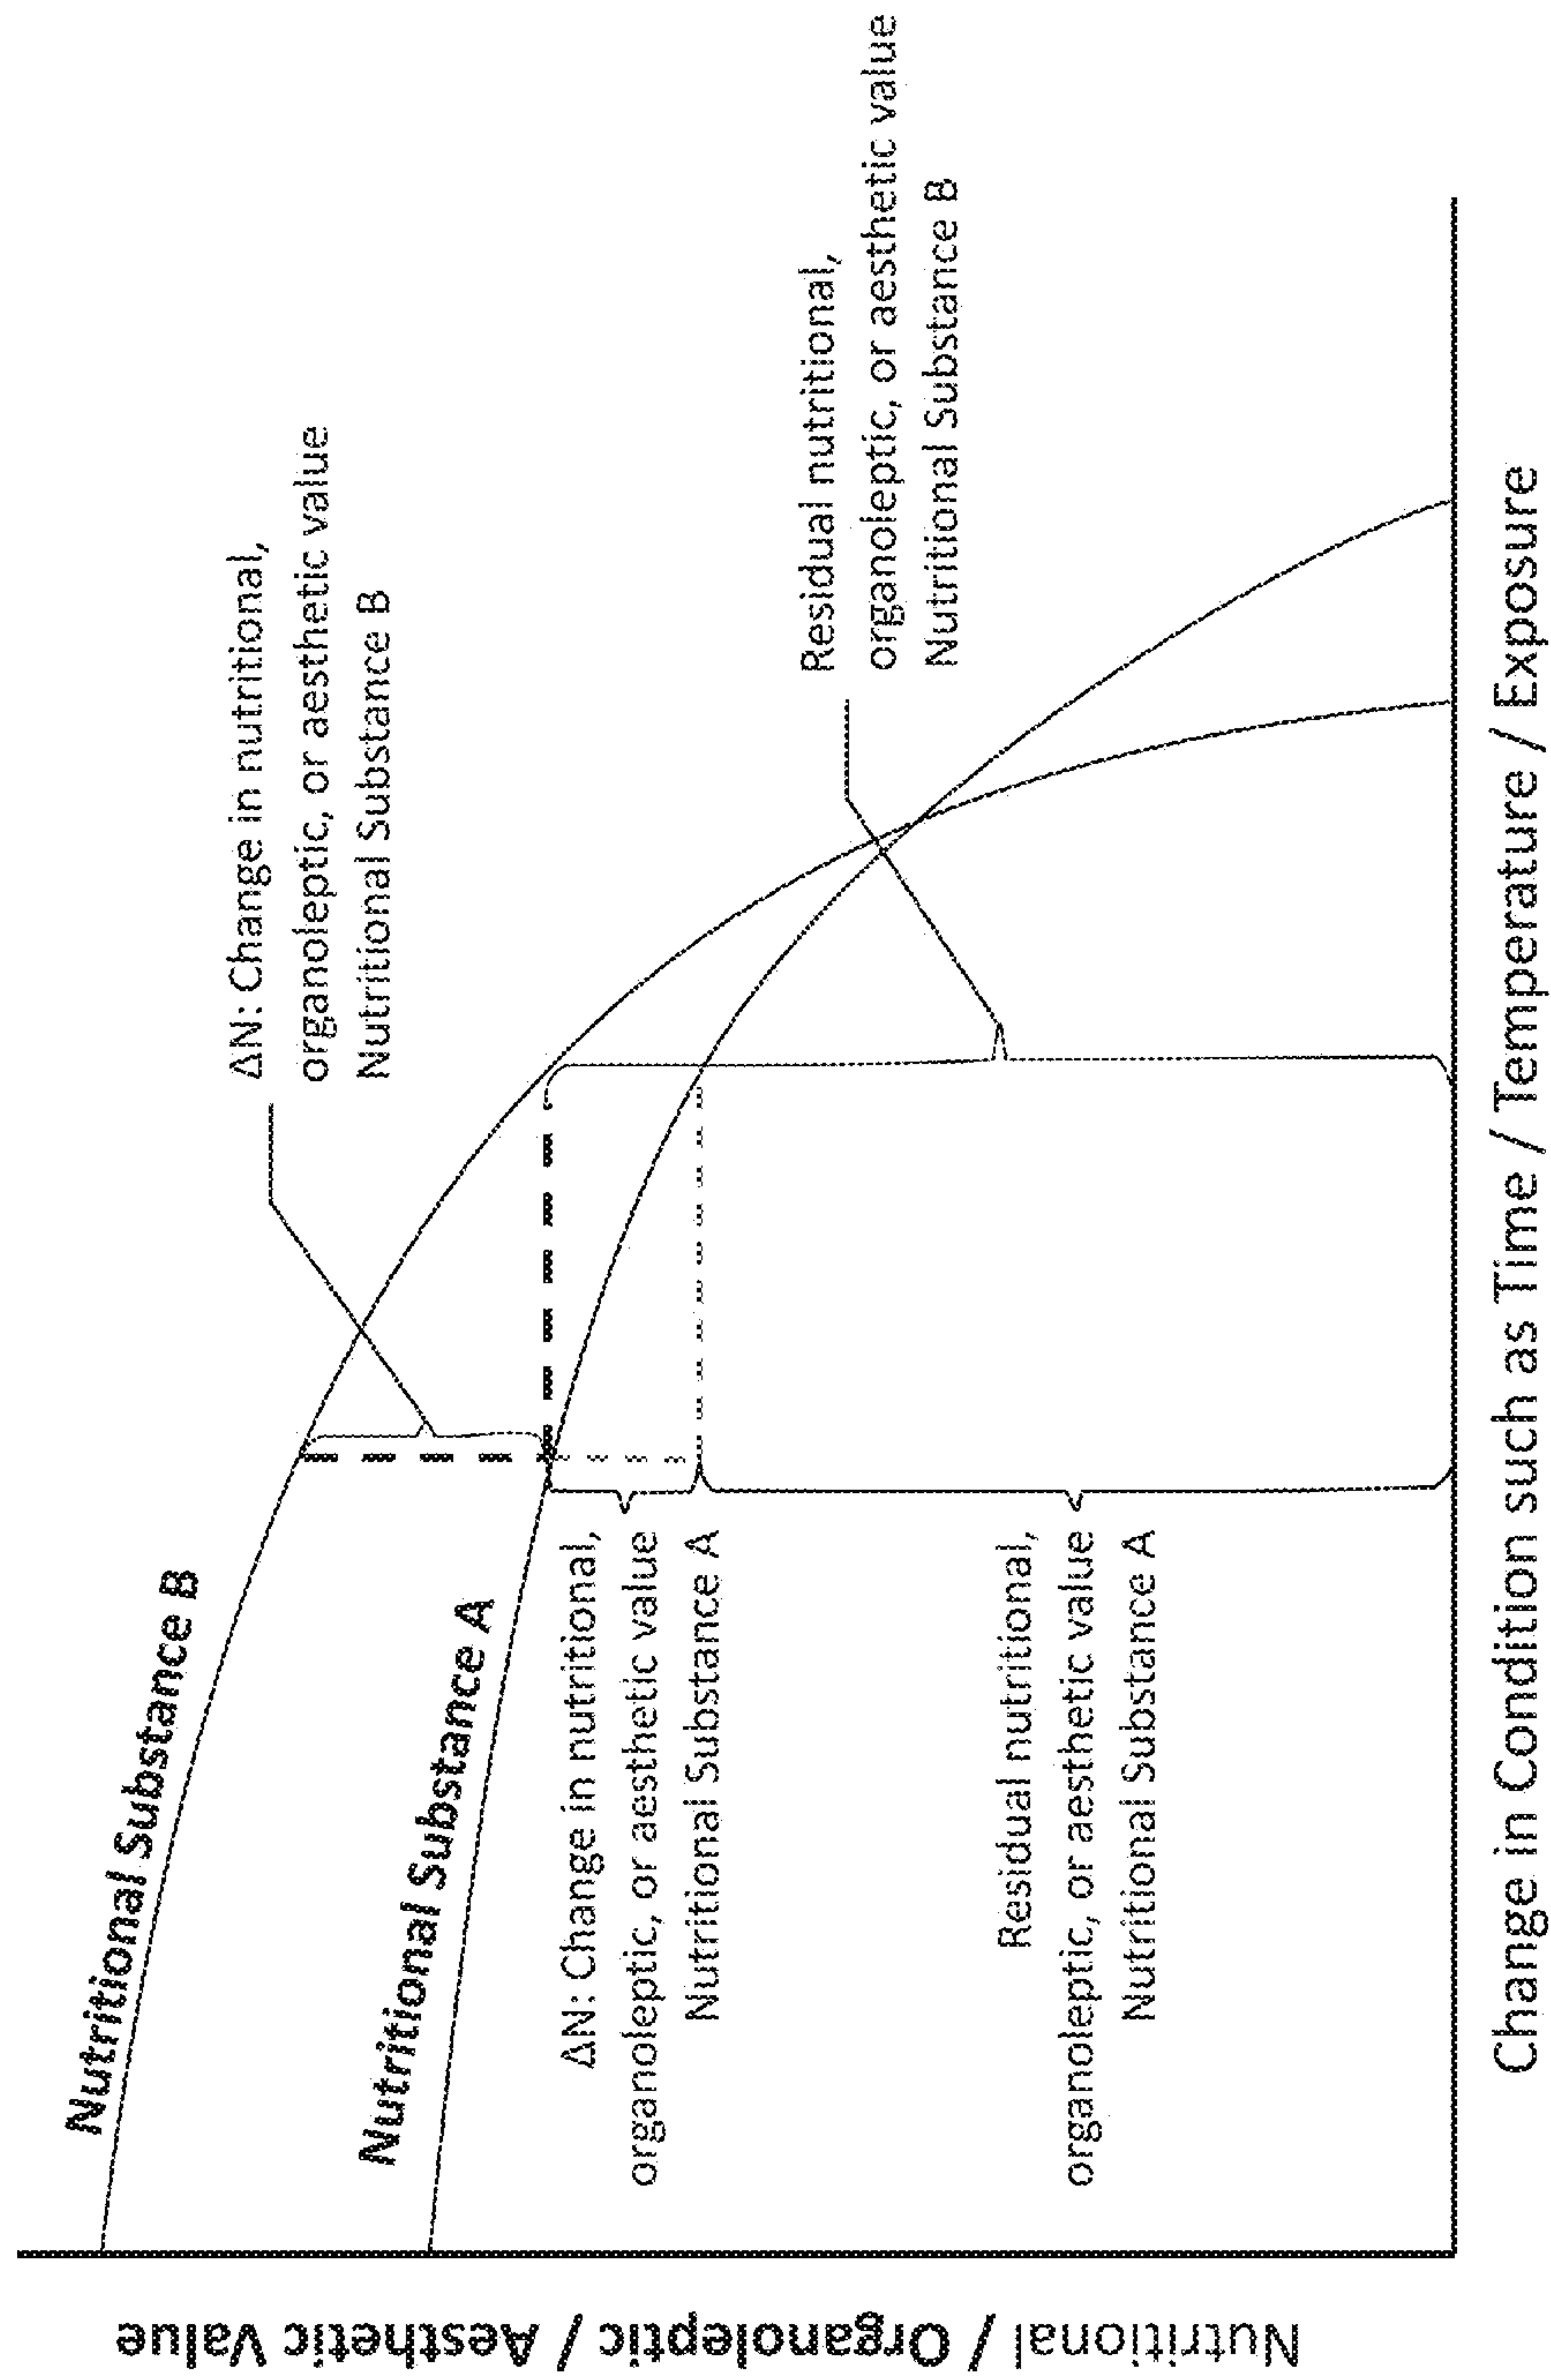 Nutritional Substance B
Nutritional Substance A
ΔN: Change in nutritional,
organoleptic, or aesthetic value
Nutritional Substance B
Residual nutritional,
organoleptic, or aesthetic value
Nutritional Substance B
ΔN: Change in nutritional,
organoleptic, or aesthetic value
Nutritional Substance A
Residual nutritional,
organoleptic, or aesthetic value
Nutritional Substance A
Nutritional / Organoleptic / Aesthetic Value
Change in Condition such as Time / Temperature / Exposure